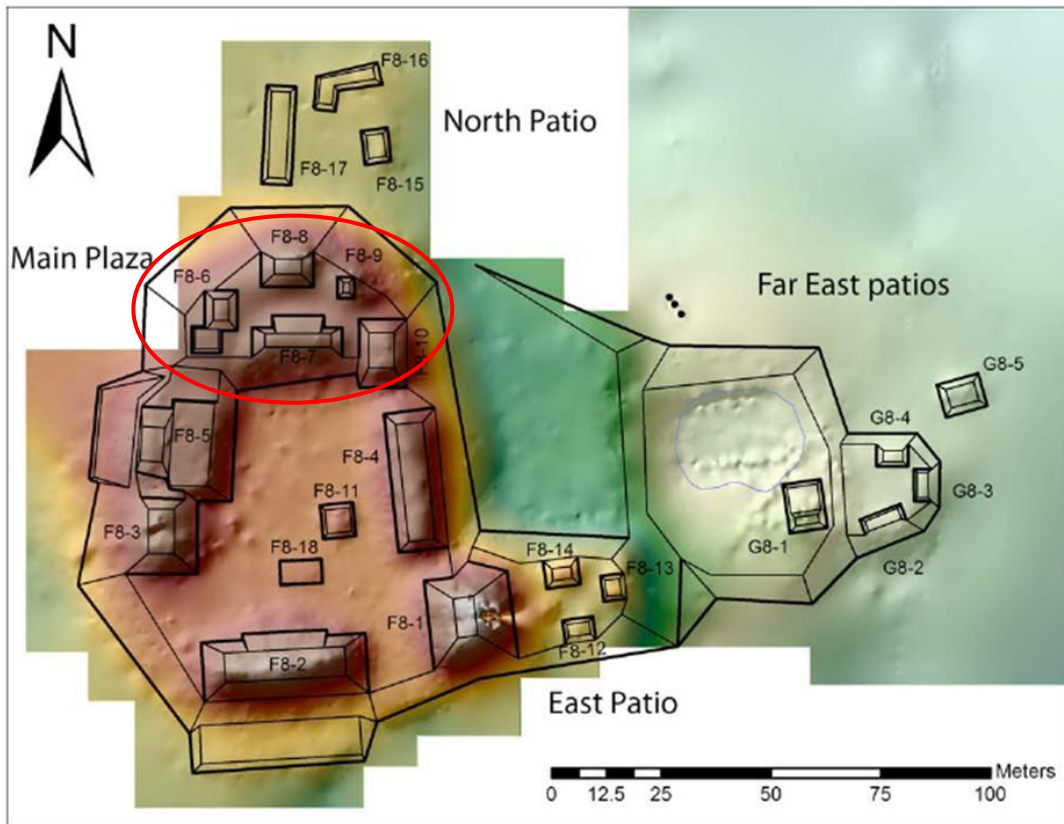 N
F8-16
North Patio
F8-17
F8-15
Main Plaza
F8-8
F8-9
F8-6
F8-7
F8-10
Far East patios
G8-5
G8-4
G8-3
G8-1
G8-2
F8-5
F8-4
F8-11
F8-3
F8-18
F8-14
F8-13
F8-1
F8-12
F8-2
East Patio
Meters
0 12.5 25 50 75 100